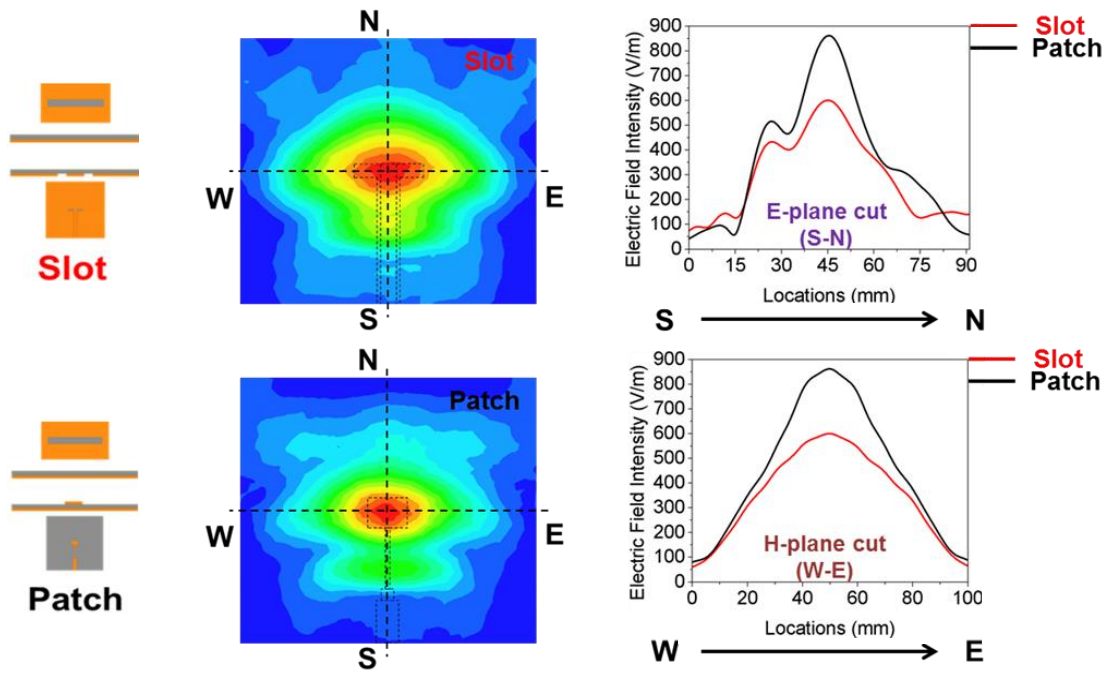 N
Slot
W
E
S
Slot
Electric Field Intensity (V/m)
900
800
700
600
500
400
300
200
100
0
0 15 30 45 60 75 90
Locations (mm)
E-plane cut
(S-N)
Slot
Patch
S
N
N
Patch
W
E
S
Patch
Electric Field Intensity (V/m)
900
800
700
600
500
400
300
200
100
0
0 20 40 60 80 100
Locations (mm)
H-plane cut
(W-E)
Slot
Patch
W
E